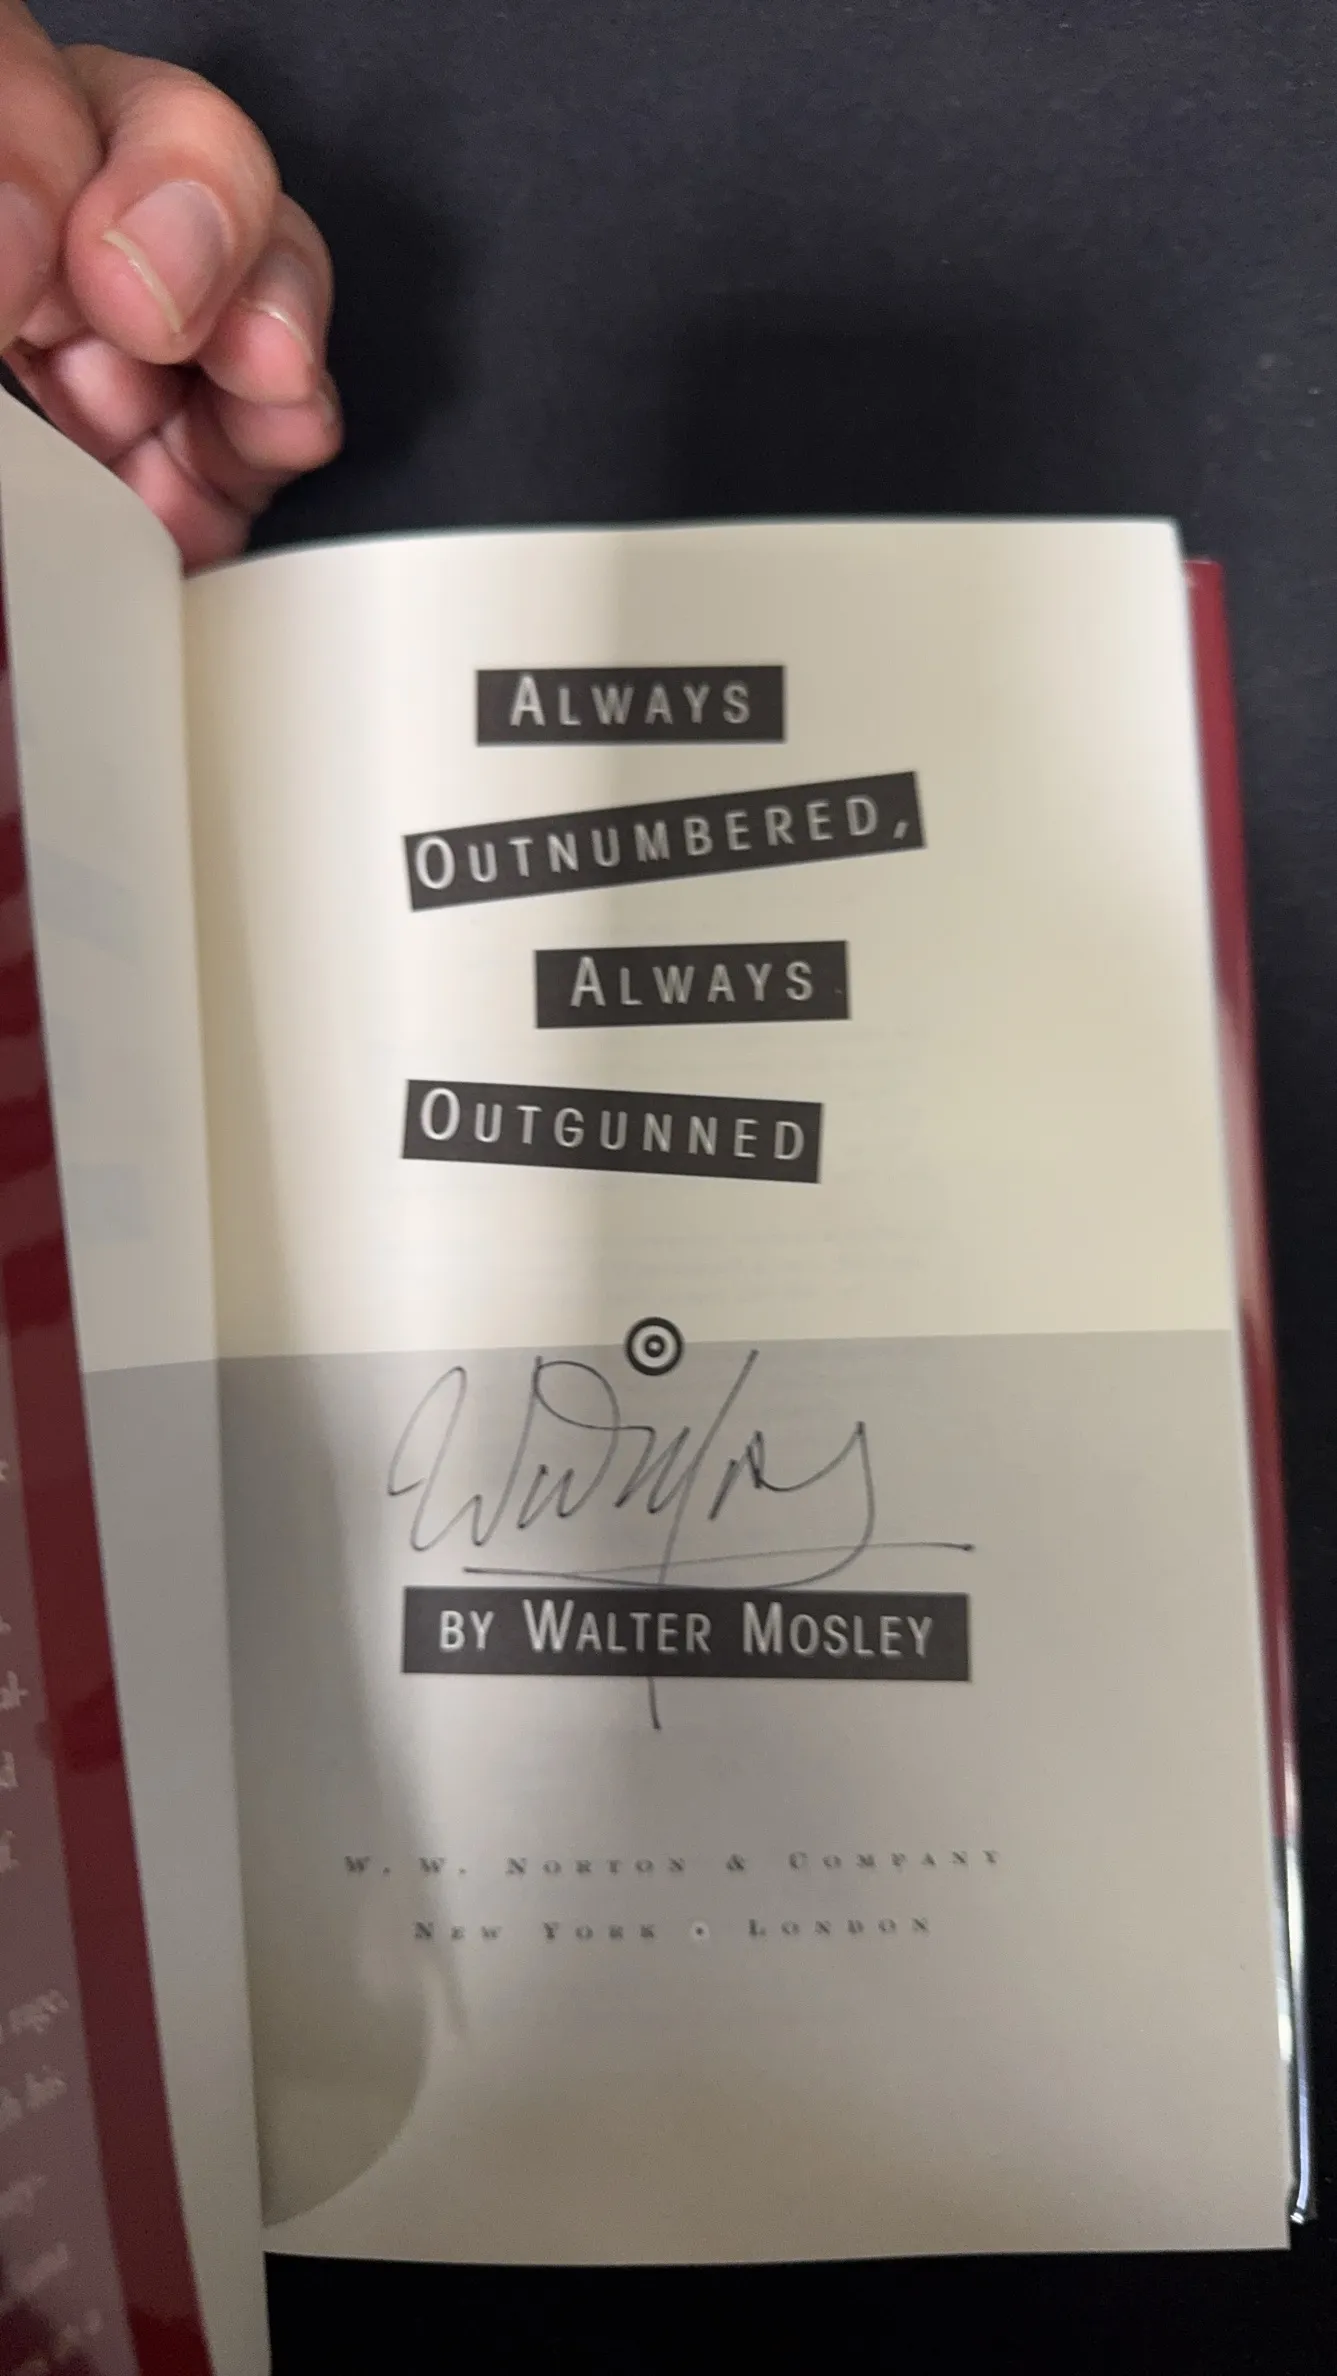 ALWAYS
OUTNUMBERED,
ALWAYS
OUTGUNNED
BY WALTER MOSLEY
W. W. NORTON & COMPANY
NEW YORK • LONDON